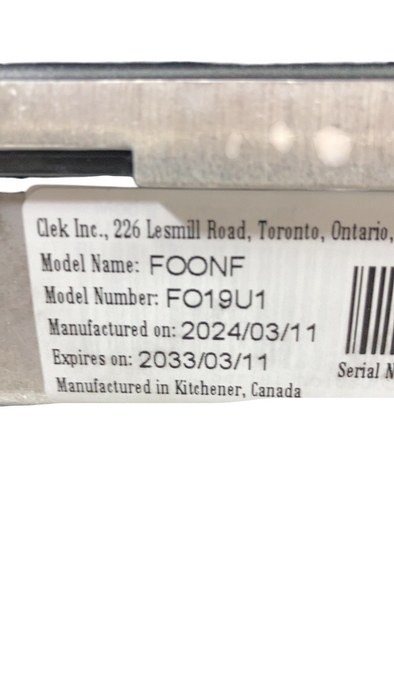 Clek Inc., 226 Lesmill Road, Toronto, Ontario,
Model Name: FOONF
Model Number: FO19U1
Manufactured on: 2024/03/11
Expires on: 2033/03/11
Serial N
Manufactured in Kitchener, Canada